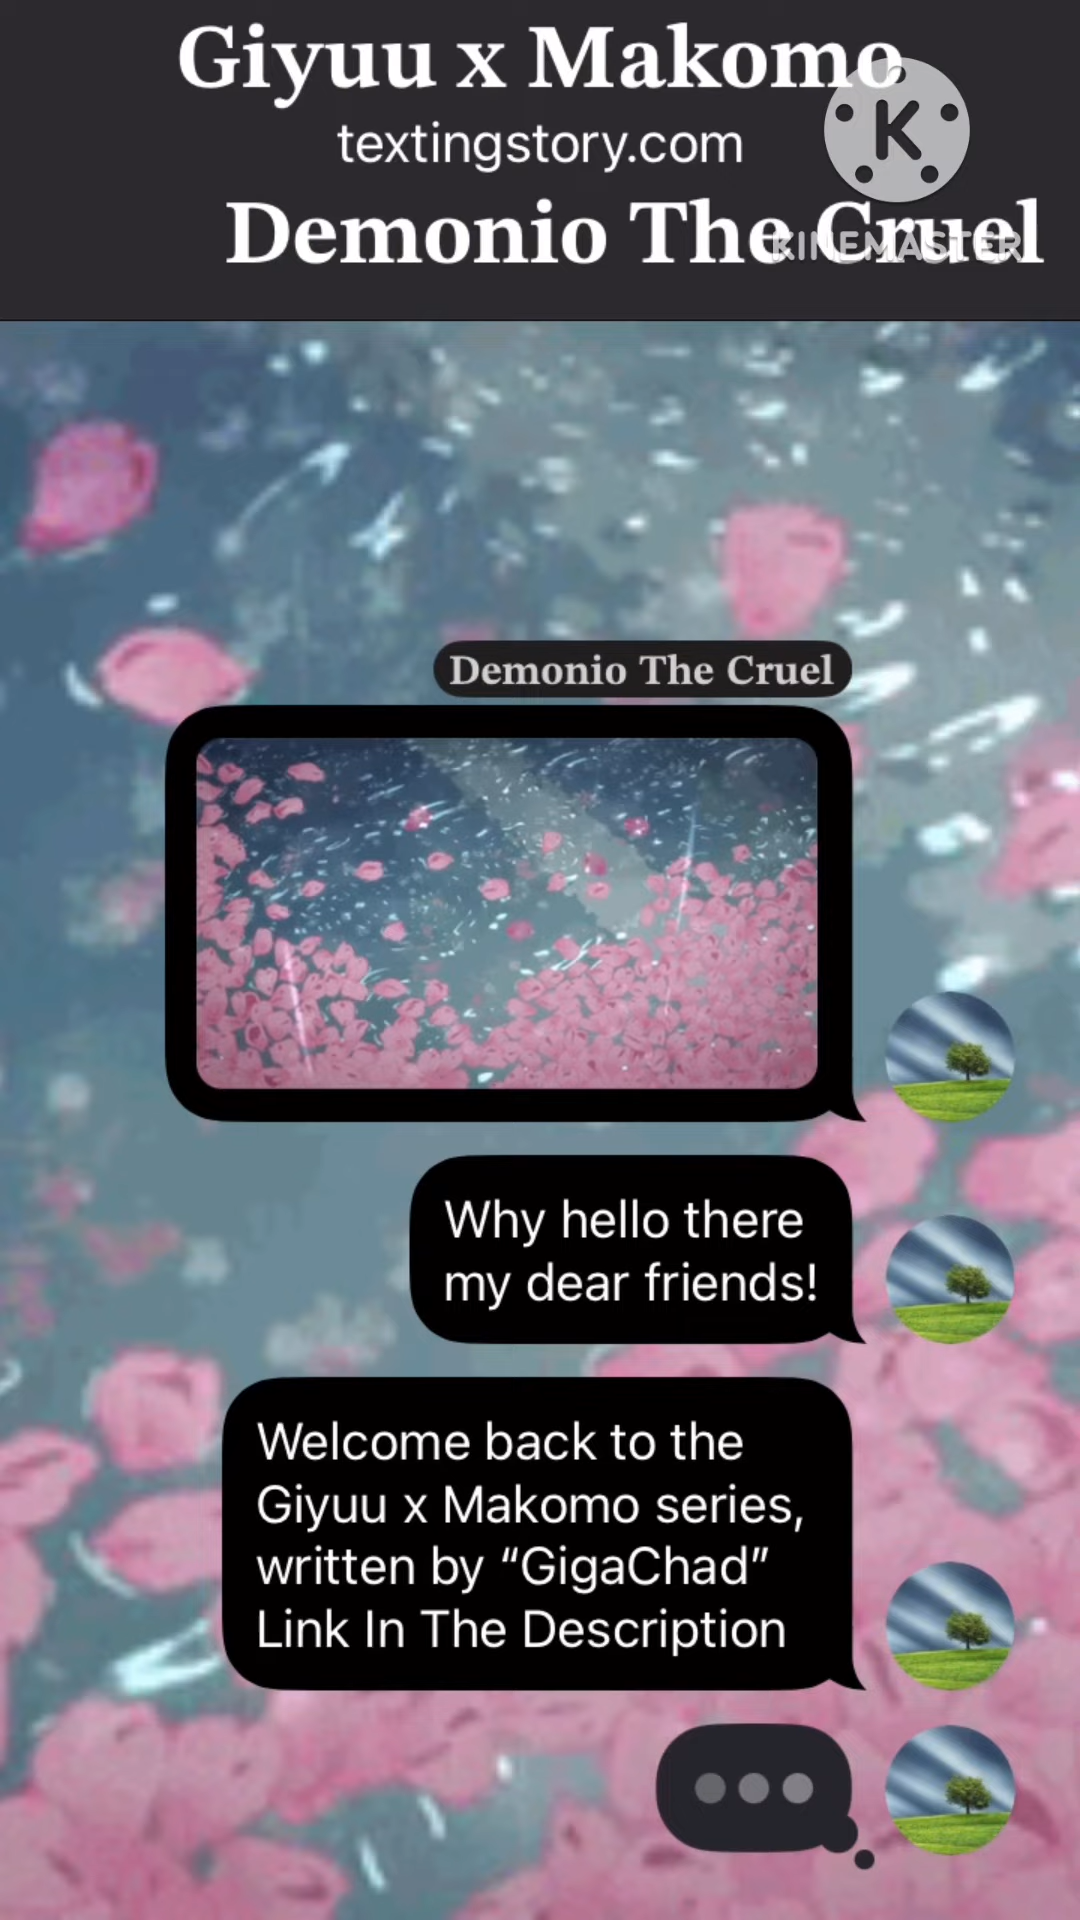 Giyuu x Makomo
K
textingstory.com
Demonio The Cruel
KINEMASTER
Demonio The Cruel
Why hello there
my dear friends!
Welcome back to the
Giyuu x Makomo series,
written by “GigaChad”
Link In The Description